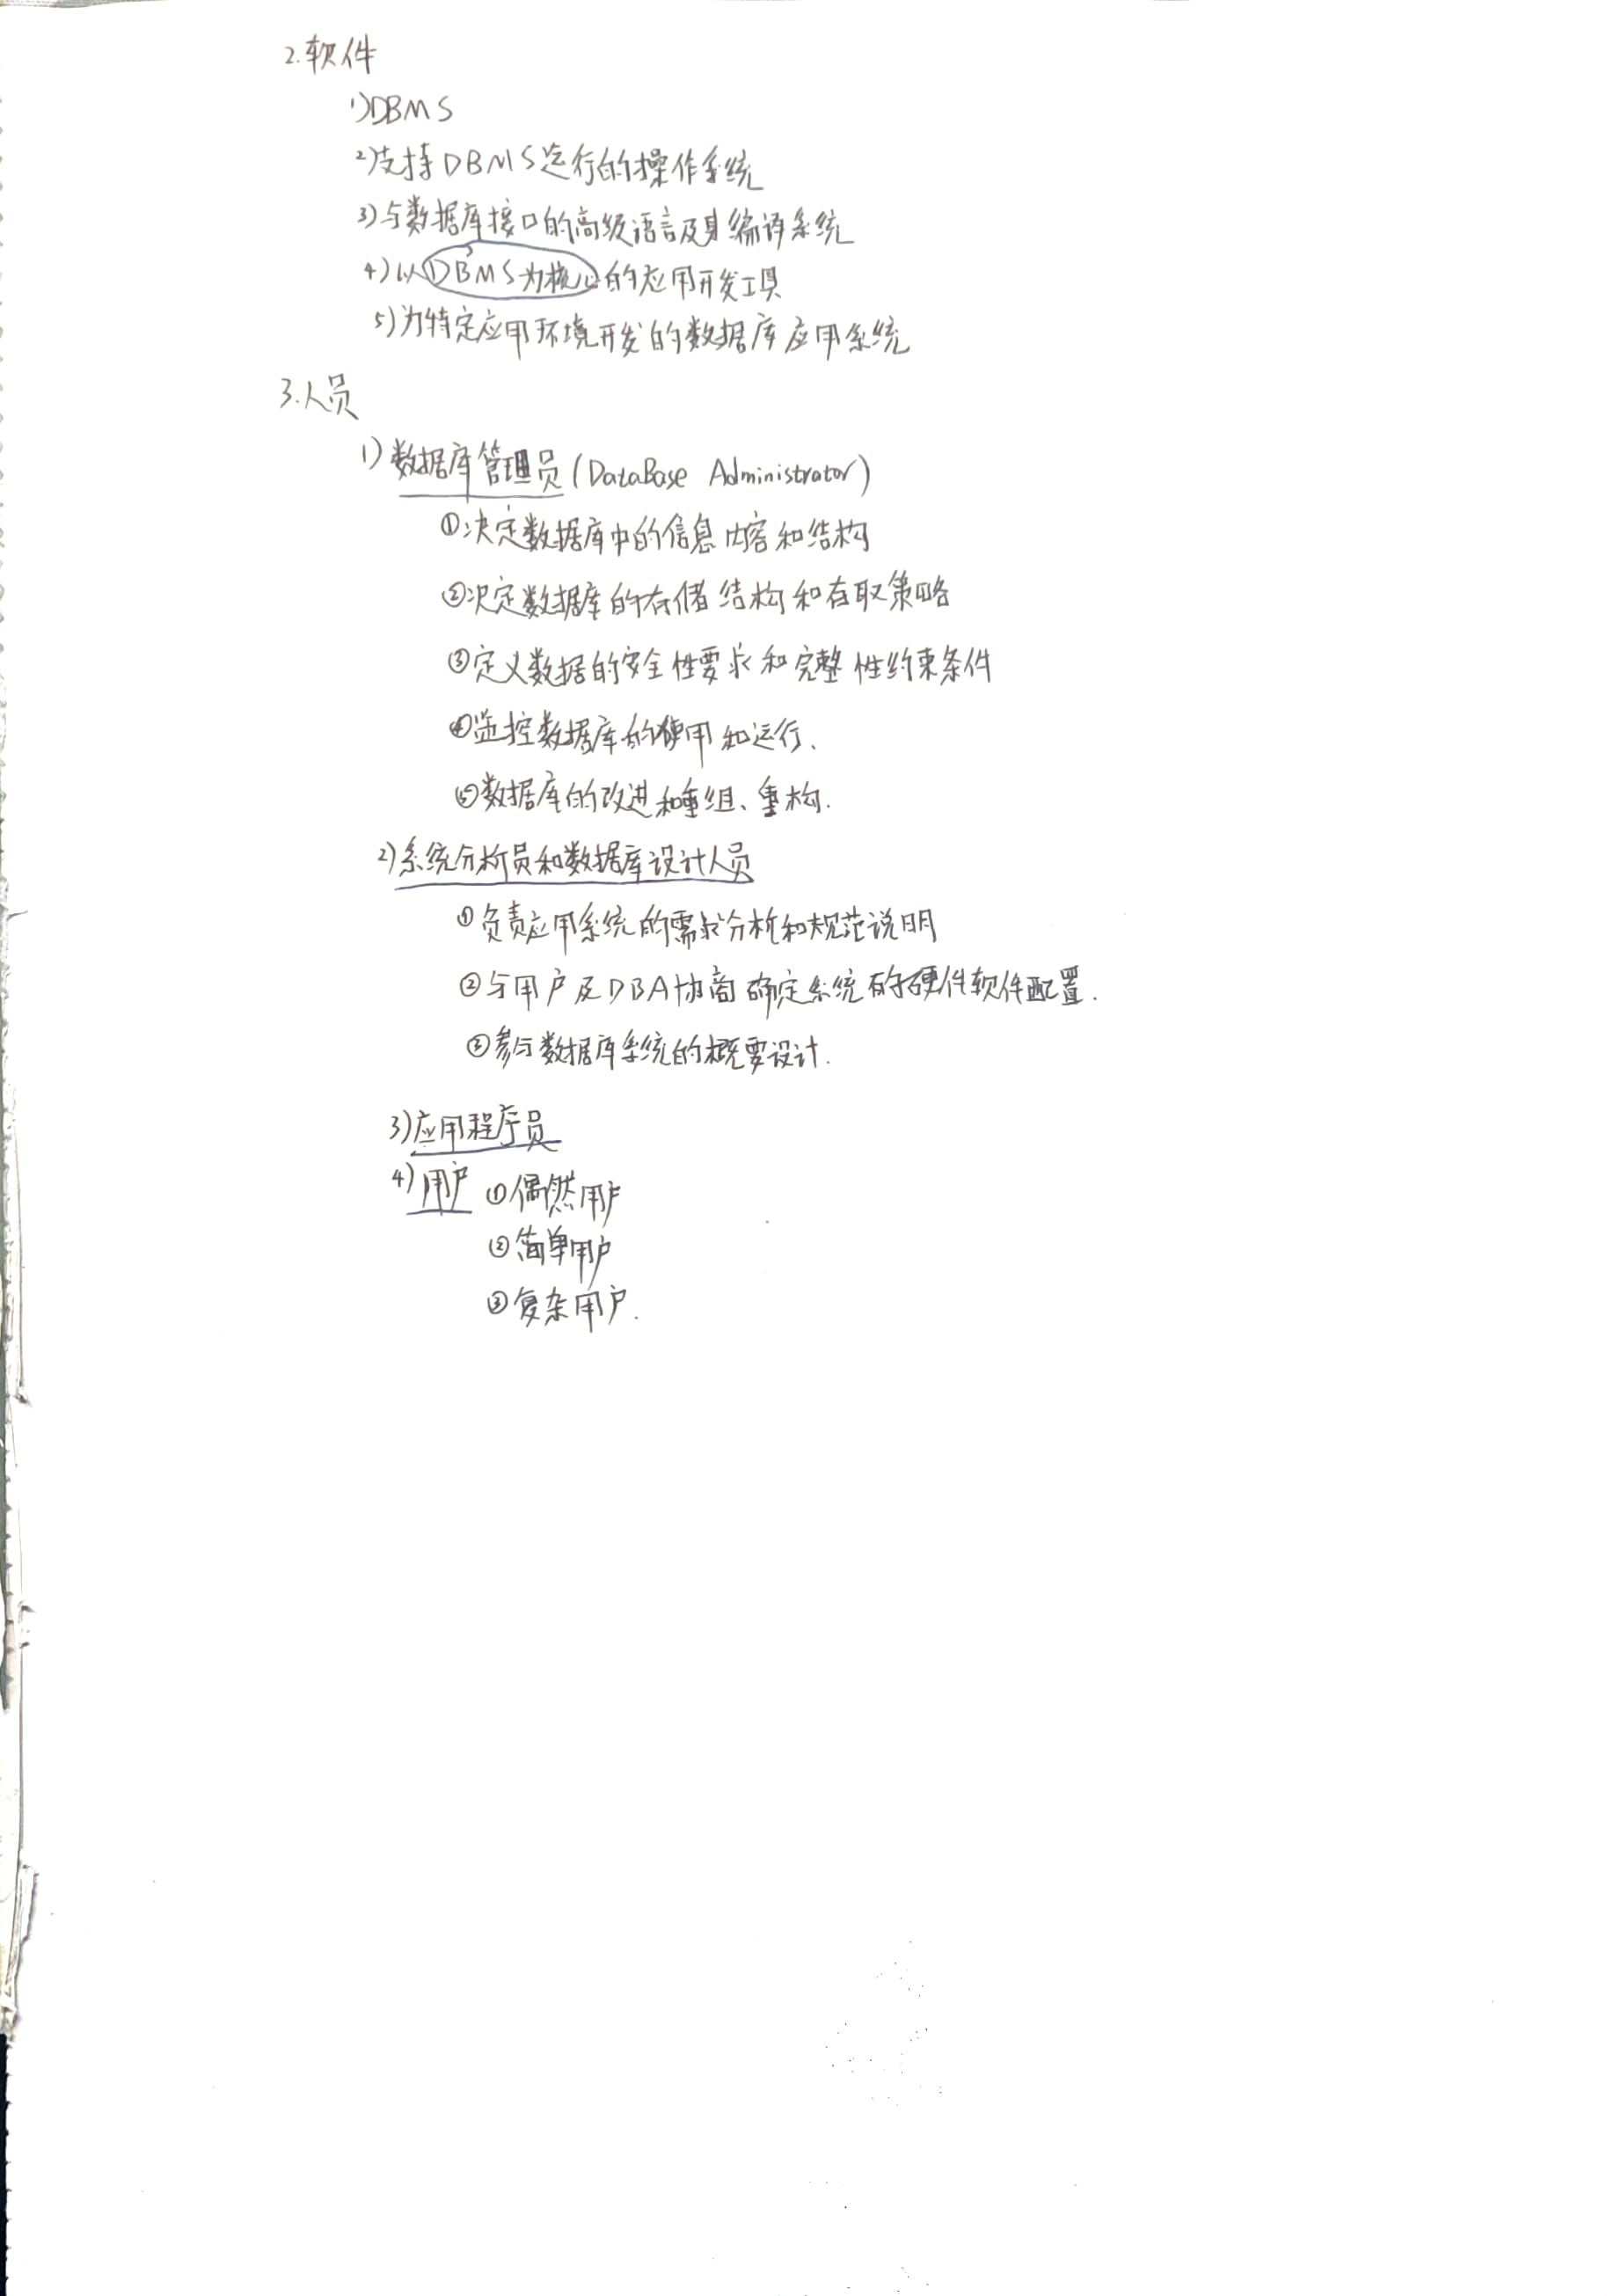 2.软件
1)DBMS
2)支持DBMS运行的操作系统
3)与数据库接口的高级语言及其编译系统
4)以DBMS为核心的应用开发工具
5)为特定应用环境开发的数据库应用系统
3.人员
1)数据库管理员(DataBase Administrator)
①决定数据库中的信息内容和结构
②决定数据库的存储结构和存取策略
③定义数据的安全性要求和完整性约束条件
④监控数据库的使用和运行、
⑤数据库的改进和重组、重构.
2)系统分析员和数据库设计人员
①负责应用系统的需求分析和规范说明
②与用户及DBA协商确定系统的硬件软件配置.
③参与数据库系统的概要设计.
3)应用程序员
4)用户 ①偶然用户
②简单用户
③复杂用户.